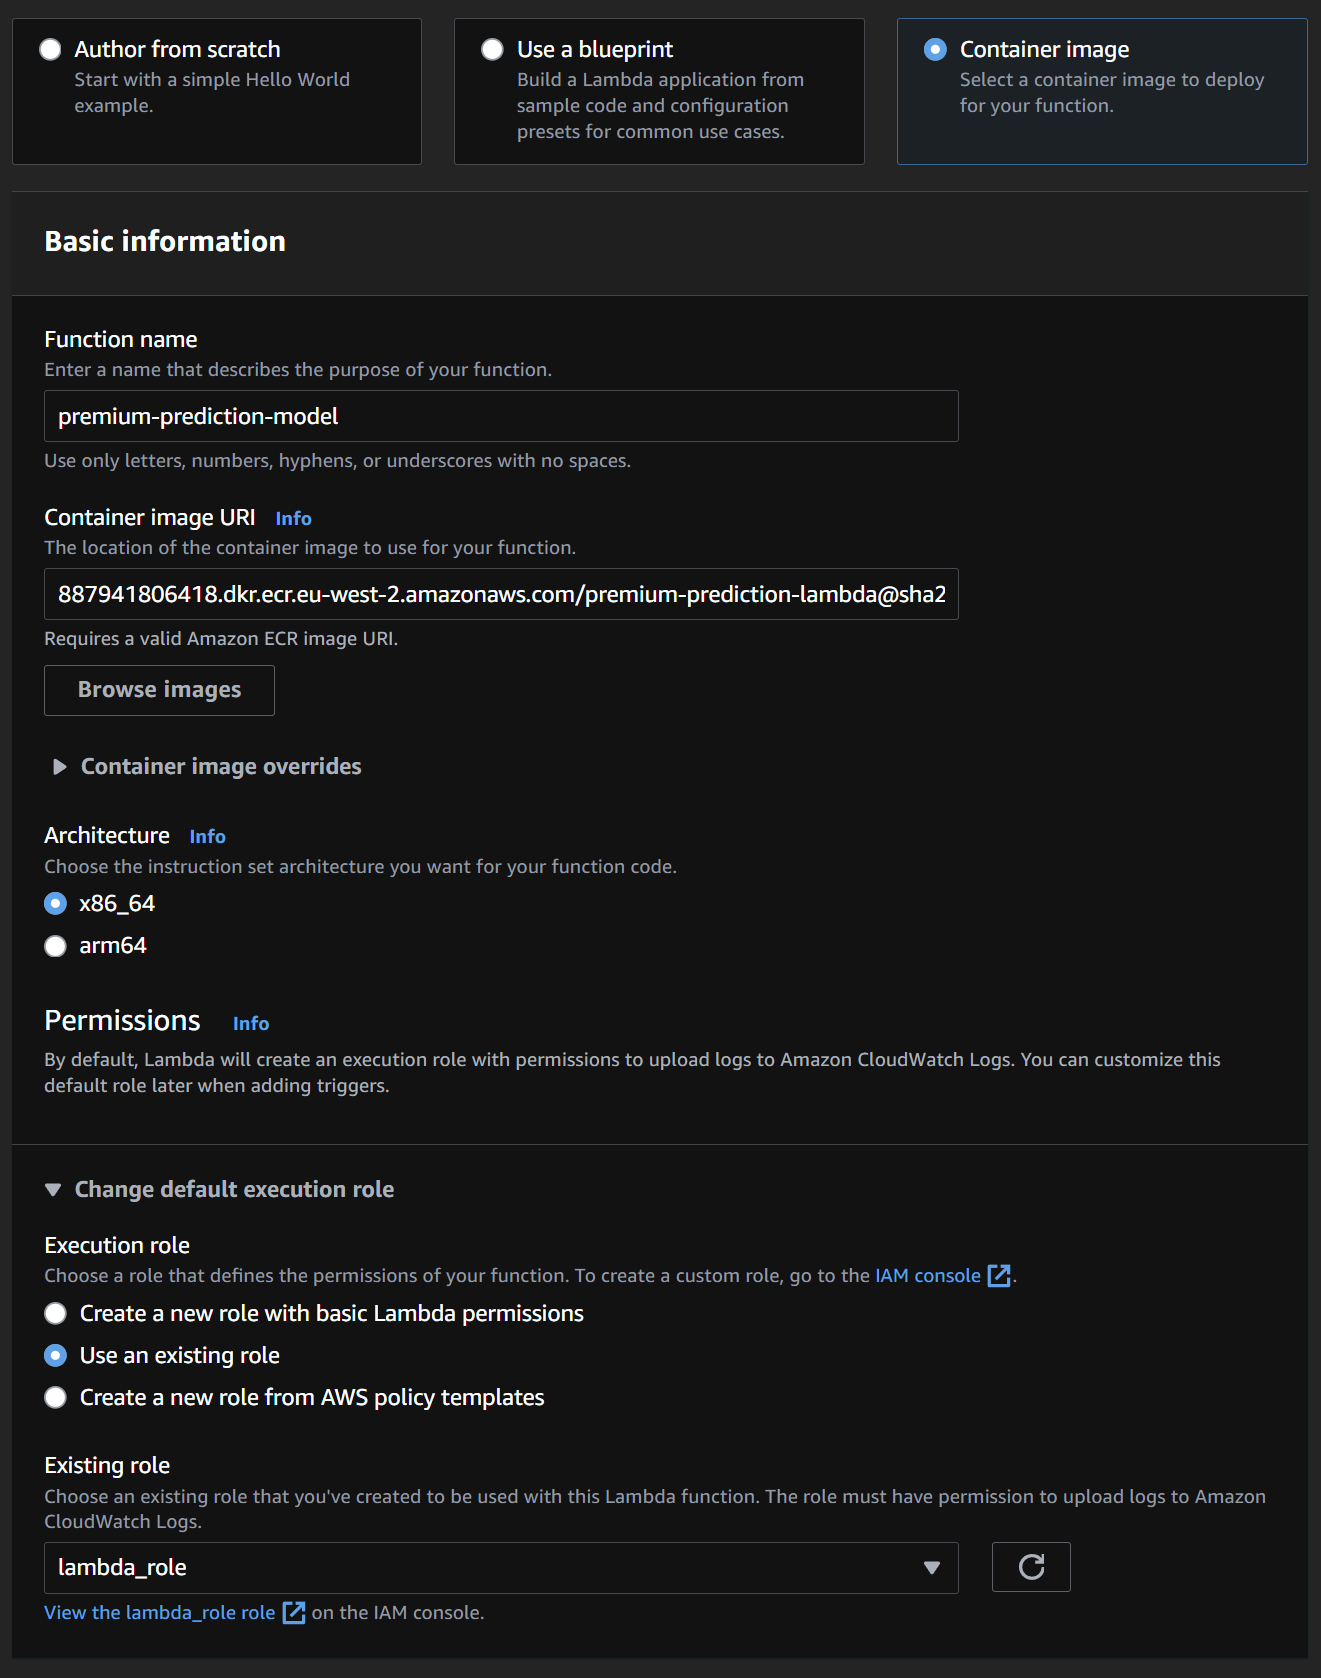 Author from scratch
Start with a simple Hello World
example.
Use a blueprint
Build a Lambda application from
sample code and configuration
presets for common use cases.
Container image
Select a container image to deploy
for your function.
Basic information
Function name
Enter a name that describes the purpose of your function.
premium-prediction-model
Use only letters, numbers, hyphens, or underscores with no spaces.
Container image URI Info
The location of the container image to use for your function.
887941806418.dkr.ecr.eu-west-2.amazonaws.com/premium-prediction-lambda@sha2
Requires a valid Amazon ECR image URI.
Browse images
Container image overrides
Architecture Info
Choose the instruction set architecture you want for your function code.
x86_64
arm64
Permissions Info
By default, Lambda will create an execution role with permissions to upload logs to Amazon CloudWatch Logs. You can customize this
default role later when adding triggers.
Change default execution role
Execution role
Choose a role that defines the permissions of your function. To create a custom role, go to the IAM console.
Create a new role with basic Lambda permissions
Use an existing role
Create a new role from AWS policy templates
Existing role
Choose an existing role that you've created to be used with this Lambda function. The role must have permission to upload logs to Amazon
CloudWatch Logs.
lambda_role
View the lambda_role role on the IAM console.